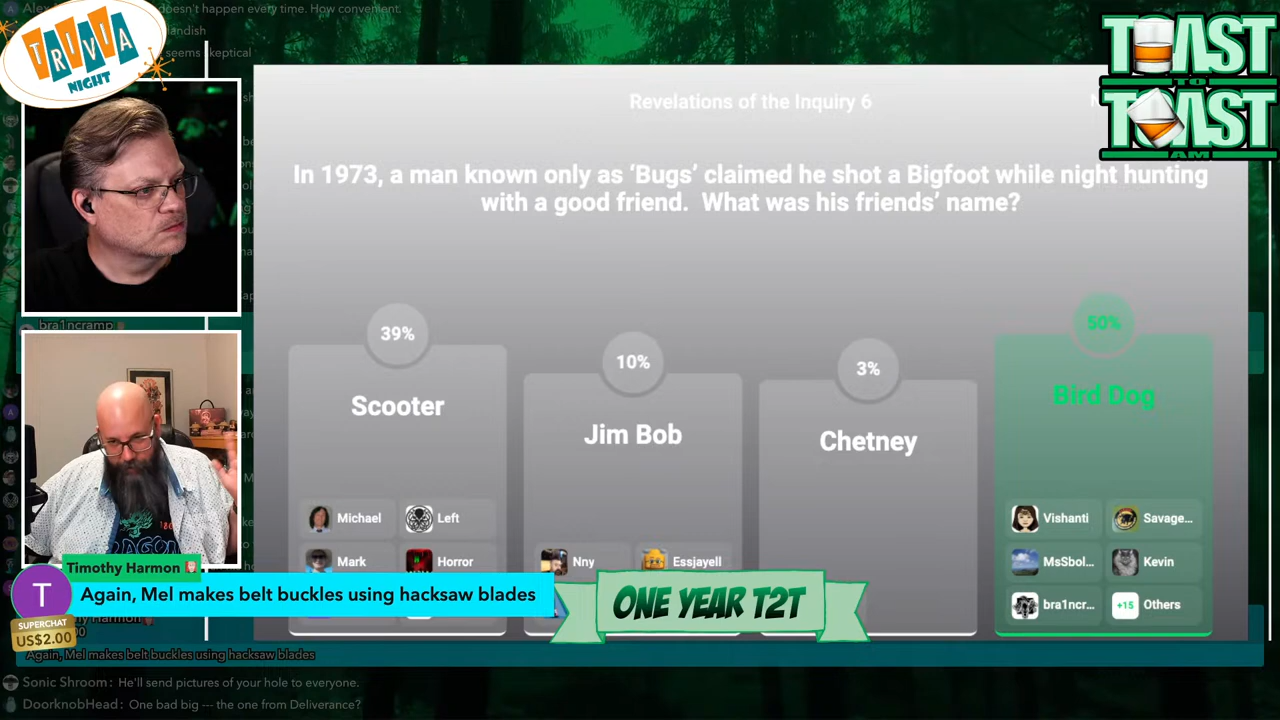 doesn't happen every time. How convenient.
TRIVIA
NIGHT
seems skeptical
TOAST
TO
TOAST
AM
Revelations of the Inquiry 6
In 1973, a man known only as ‘Bugs’ claimed he shot a Bigfoot while night hunting
with a good friend. What was his friends’ name?
39%
10%
3%
50%
Scooter
Jim Bob
Chetney
Bird Dog
bra1ncramp
Michael
Left
Vishanti
Savage...
Mark
Horror
Nny
Essjayell
MsSbol...
Kevin
bra1ncr...
+15
Others
Timothy Harmon
T
Again, Mel makes belt buckles using hacksaw blades
SUPERCHAT
US$2.00
ONE YEAR T2T
Again, Mel makes belt buckles using hacksaw blades
Sonic Shroom: He'll send pictures of your hole to everyone.
DoorknobHead: One bad big --- the one from Deliverance?